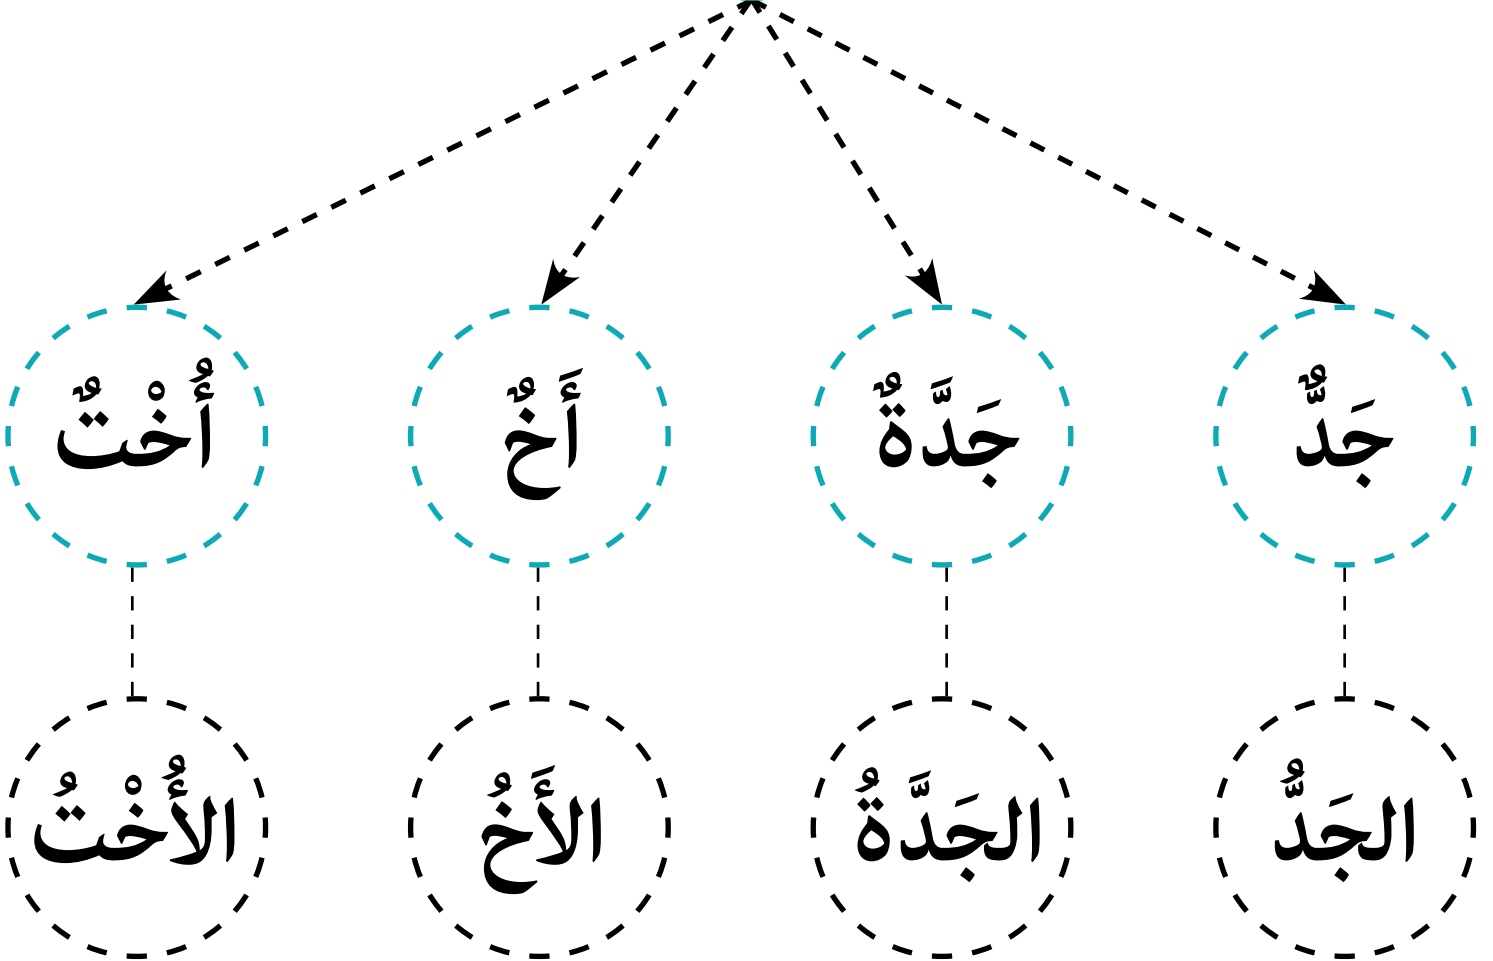 جَدٌّ جَدَّةٌ أَخٌ أُخْتٌ
الجَدُّ الجَدَّةُ الأَخُ الأُخْتُ